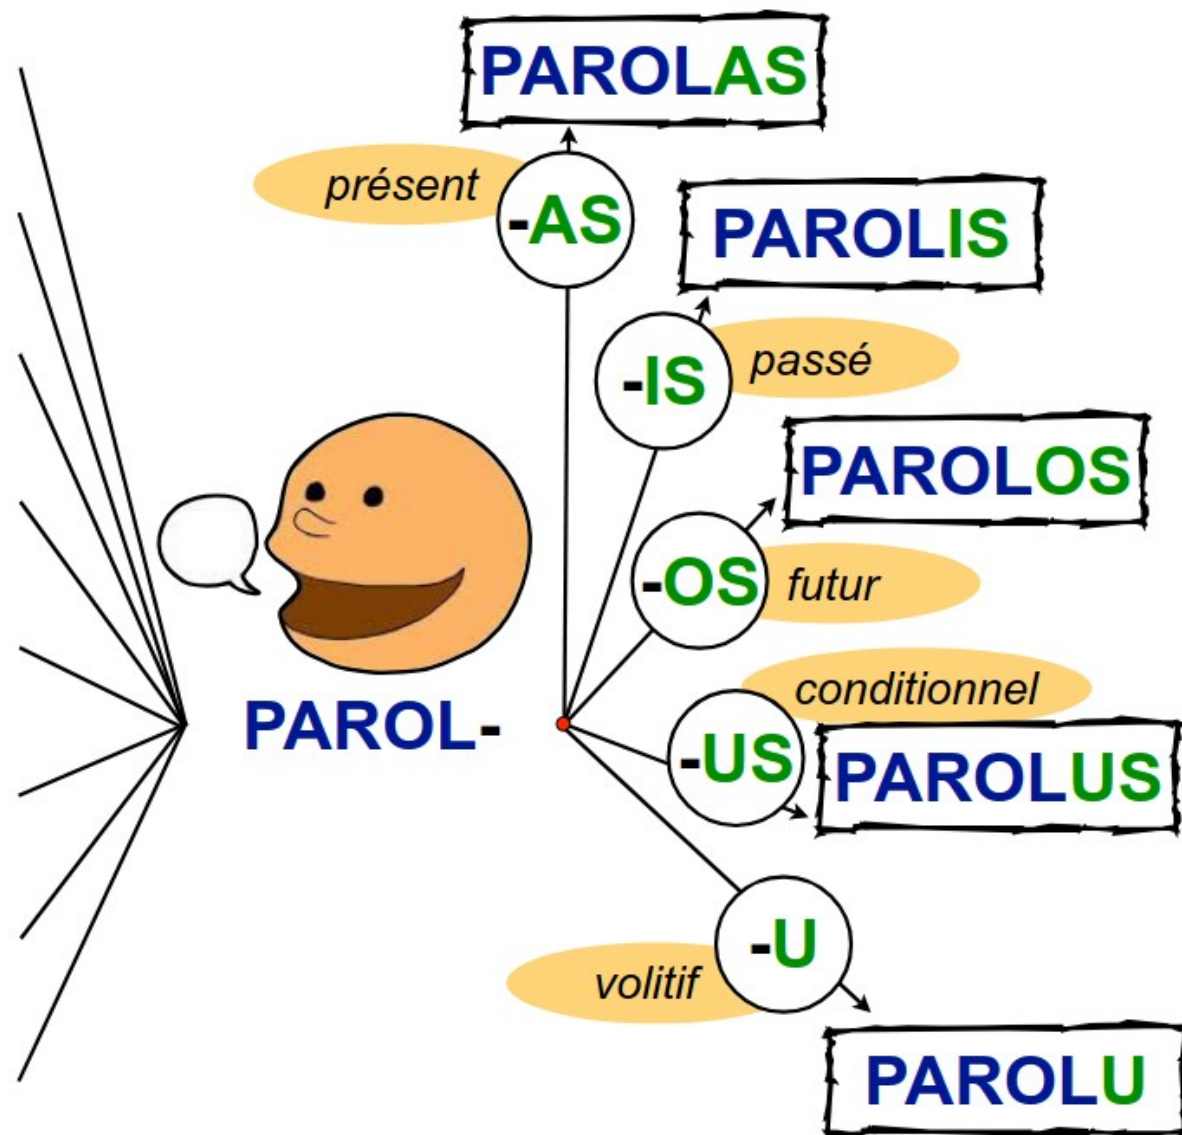 PAROLAS
présent
-AS
PAROLIS
-IS
passé
PAROLOS
-OS
futur
conditionnel
PAROL-
-US
PAROLUS
-U
volitif
PAROLU